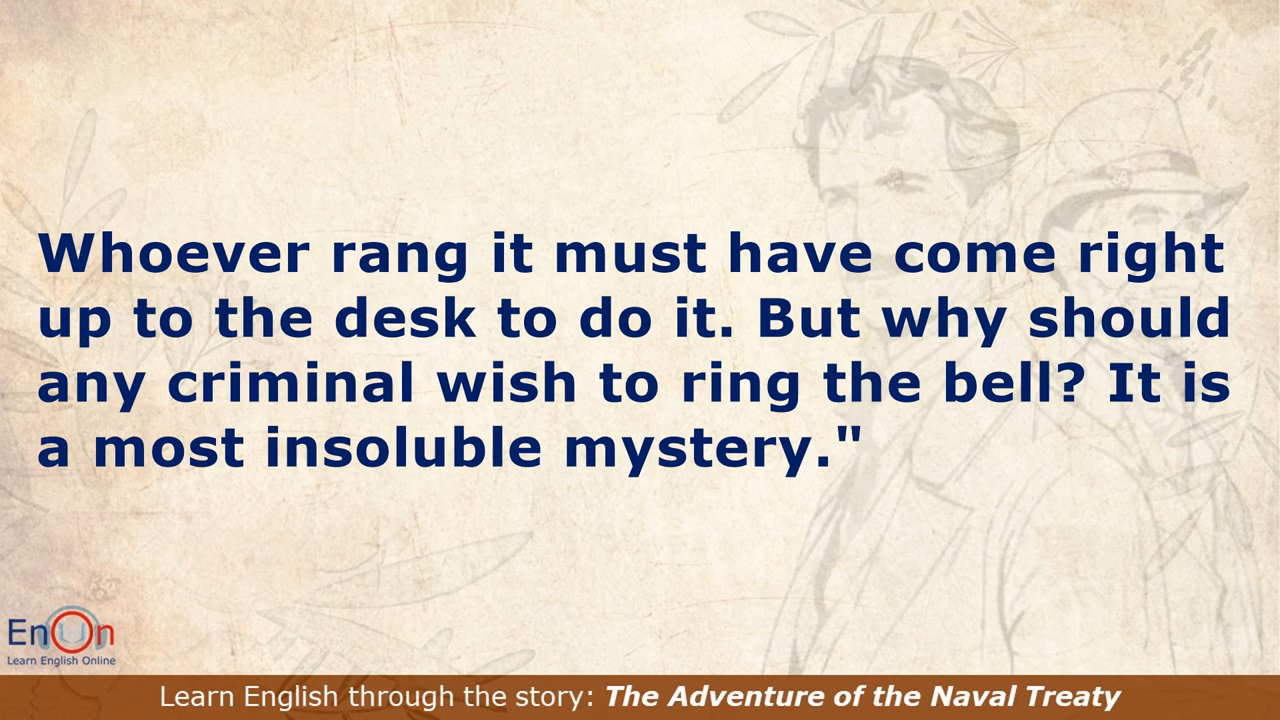 Whoever rang it must have come right
up to the desk to do it. But why should
any criminal wish to ring the bell? It is
a most insoluble mystery."
EnOn
Learn English Online
Learn English through the story: The Adventure of the Naval Treaty